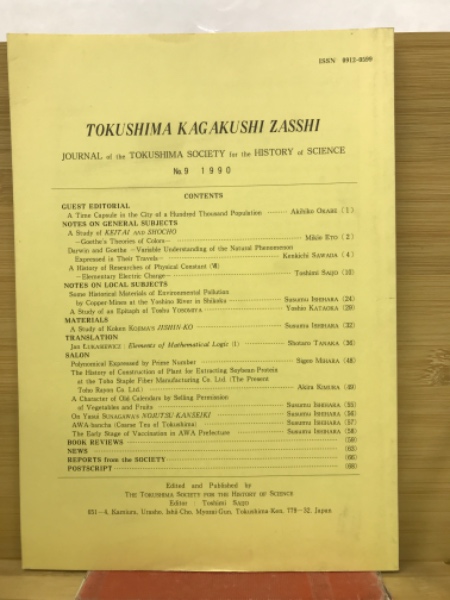 ISSN 0912-6599
TOKUSHIMA KAGAKUSHI ZASSHI
JOURNAL of the TOKUSHIMA SOCIETY for the HISTORY of SCIENCE
No.9 1990
CONTENTS
GUEST EDITORIAL
A Time Capsule in the City of a Hundred Thousand Population Akihiko OKABE (1)
NOTES ON GENERAL SUBJECTS
A Study of KEITAI AND SHOCHO
—Goethe's Theories of Colors— Mikio ETO (2)
Darwin and Goethe —Variable Understanding of the Natural Phenomenon
Expressed in Their Travels— Kenkichi SAWADA (4)
A History of Researches of Physical Constant (Ⅶ)
—Elementary Electric Charge— Toshimi SAIJO (10)
NOTES ON LOCAL SUBJECTS
Some Historical Materials of Environmental Pollution
by Copper-Mines at the Yoshino River in Shikoku Susumu ISHIHARA (24)
A Study of an Epitaph of Toshu YOSHINIYA Yoshio KATAOKA (29)
MATERIALS
A Study of Koken KOJIMA'S JISHIN-KO Susumu ISHIHARA (32)
TRANSLATION
Jan ŁUKASIEWICZ: Elements of Mathematical Logic (I) Shotaro TANAKA (36)
SALON
Polynomical Expressed by Prime Number Sigeo MIHARA (48)
The History of Construction of Plant for Extracting Soybean Protein
at the Toho Staple Fiber Manufacturing Co. Ltd. (The Present
Toho Rayon Co. Ltd.) Akira KIMURA (49)
A Character of Old Calendars by Selling Permission
of Vegetables and Fruits Susumu ISHIHARA (55)
On Yasui SUNAGAWA'S NOJUTSU KANSEIKI Susumu ISHIHARA (56)
AWA bancha (Coarse Tea of Tokushima) Susumu ISHIHARA (57)
The Early Stage of Vaccination in AWA Prefecture Susumu ISHIHARA (58)
BOOK REVIEWS (59)
NEWS (63)
REPORTS from the SOCIETY (66)
POSTSCRIPT (69)
Edited and Published by
THE TOKUSHIMA SOCIETY FOR THE HISTORY OF SCIENCE
Editor : Toshimi SAIJO
851-4, Kamiura, Urasho, Ishii Cho, Myozai Gun, Tokushima Ken, 779-32, Japan